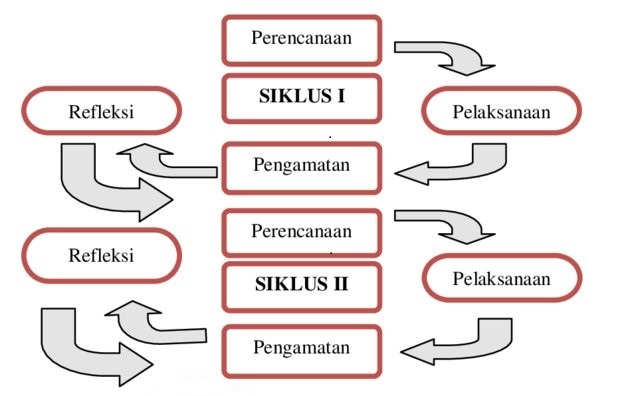 Perencanaan
SIKLUS I
Refleksi
Pelaksanaan
Pengamatan
Perencanaan
Refleksi
SIKLUS II
Pelaksanaan
Pengamatan